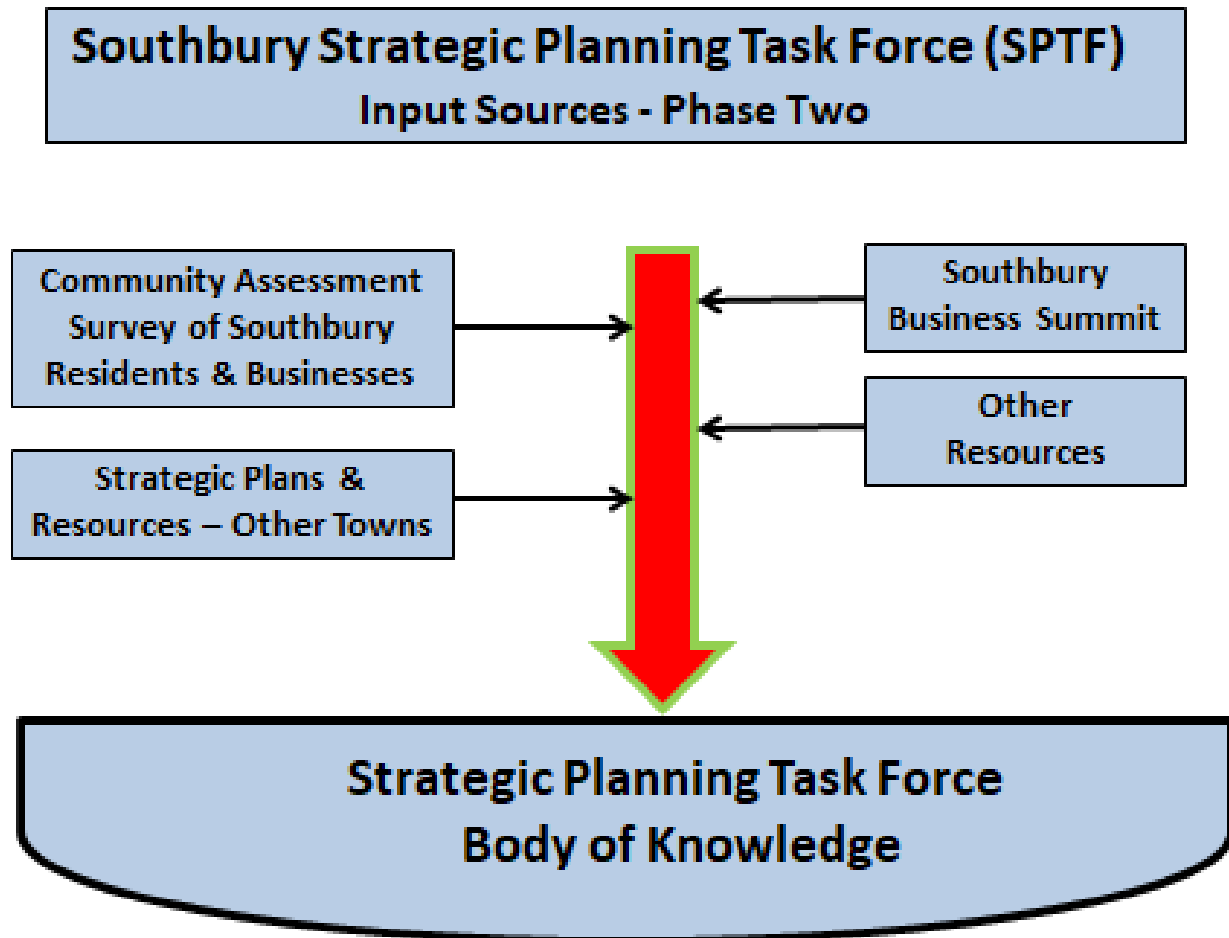 Southbury Strategic Planning Task Force (SPTF)
Input Sources - Phase Two
Community Assessment
Survey of Southbury
Residents & Businesses
Strategic Plans &
Resources – Other Towns
Southbury
Business Summit
Other
Resources
Strategic Planning Task Force
Body of Knowledge